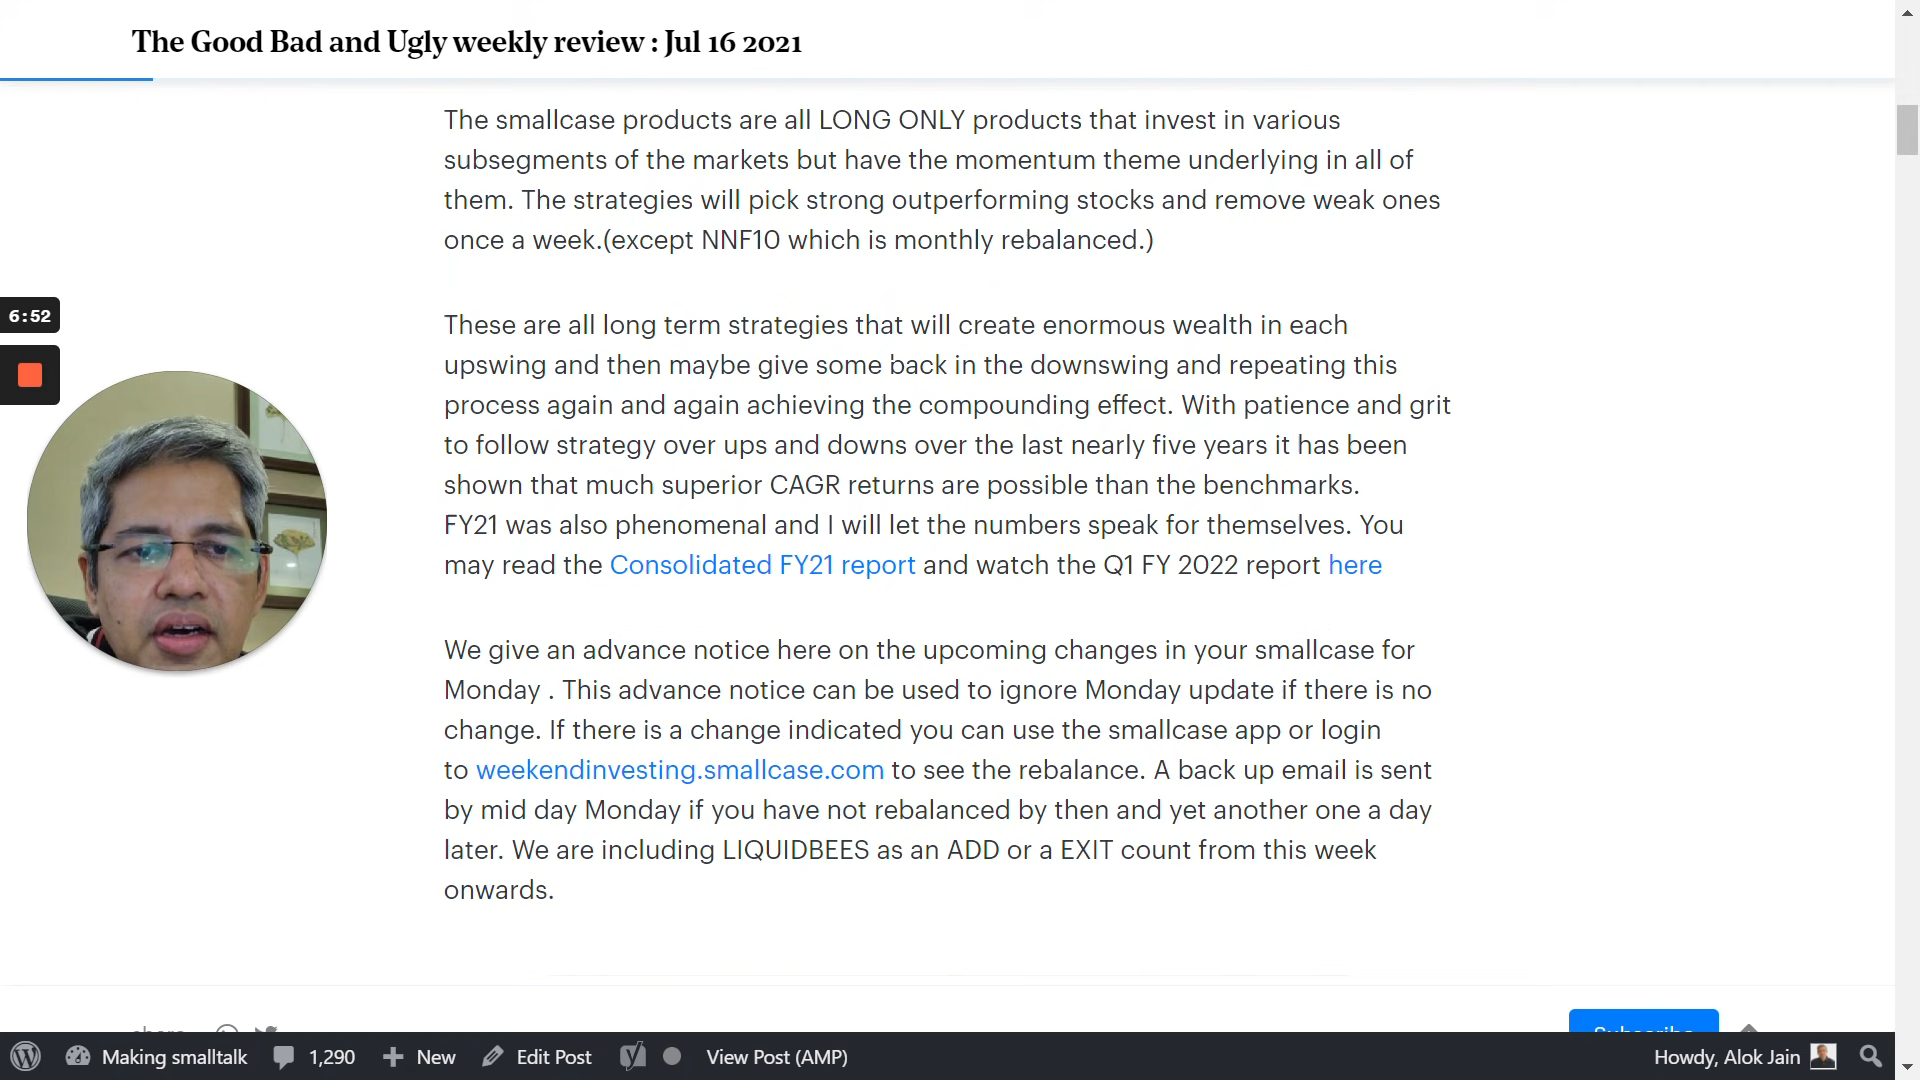 The Good Bad and Ugly weekly review : Jul 16 2021
The smallcase products are all LONG ONLY products that invest in various
subsegments of the markets but have the momentum theme underlying in all of
them. The strategies will pick strong outperforming stocks and remove weak ones
once a week.(except NNF10 which is monthly rebalanced.)
6:52
These are all long term strategies that will create enormous wealth in each
upswing and then maybe give some back in the downswing and repeating this
process again and again achieving the compounding effect. With patience and grit
to follow strategy over ups and downs over the last nearly five years it has been
shown that much superior CAGR returns are possible than the benchmarks.
FY21 was also phenomenal and I will let the numbers speak for themselves. You
may read the Consolidated FY21 report and watch the Q1 FY 2022 report here
We give an advance notice here on the upcoming changes in your smallcase for
Monday . This advance notice can be used to ignore Monday update if there is no
change. If there is a change indicated you can use the smallcase app or login
to weekendinvesting.smallcase.com to see the rebalance. A back up email is sent
by mid day Monday if you have not rebalanced by then and yet another one a day
later. We are including LIQUIDBEES as an ADD or a EXIT count from this week
onwards.
share
Subscribe
Making smalltalk 1,290 New Edit Post View Post (AMP) Howdy, Alok Jain